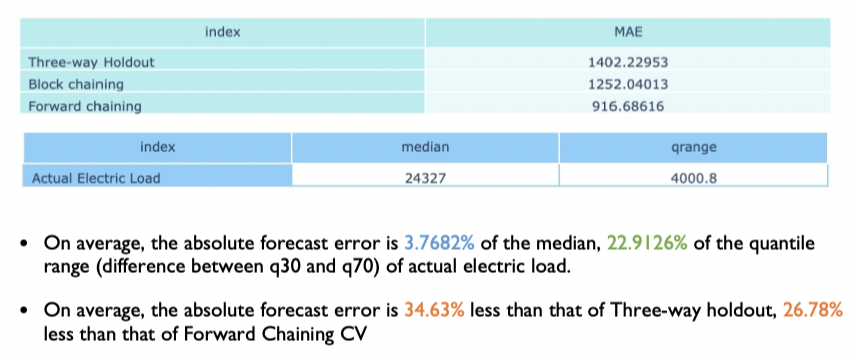 index MAE
Three-way Holdout 1402.22953
Block chaining 1252.04013
Forward chaining 916.68616
index median qrange
Actual Electric Load 24327 4000.8
• On average, the absolute forecast error is 3.7682% of the median, 22.9126% of the quantile
range (difference between q30 and q70) of actual electric load.
• On average, the absolute forecast error is 34.63% less than that of Three-way holdout, 26.78%
less than that of Forward Chaining CV